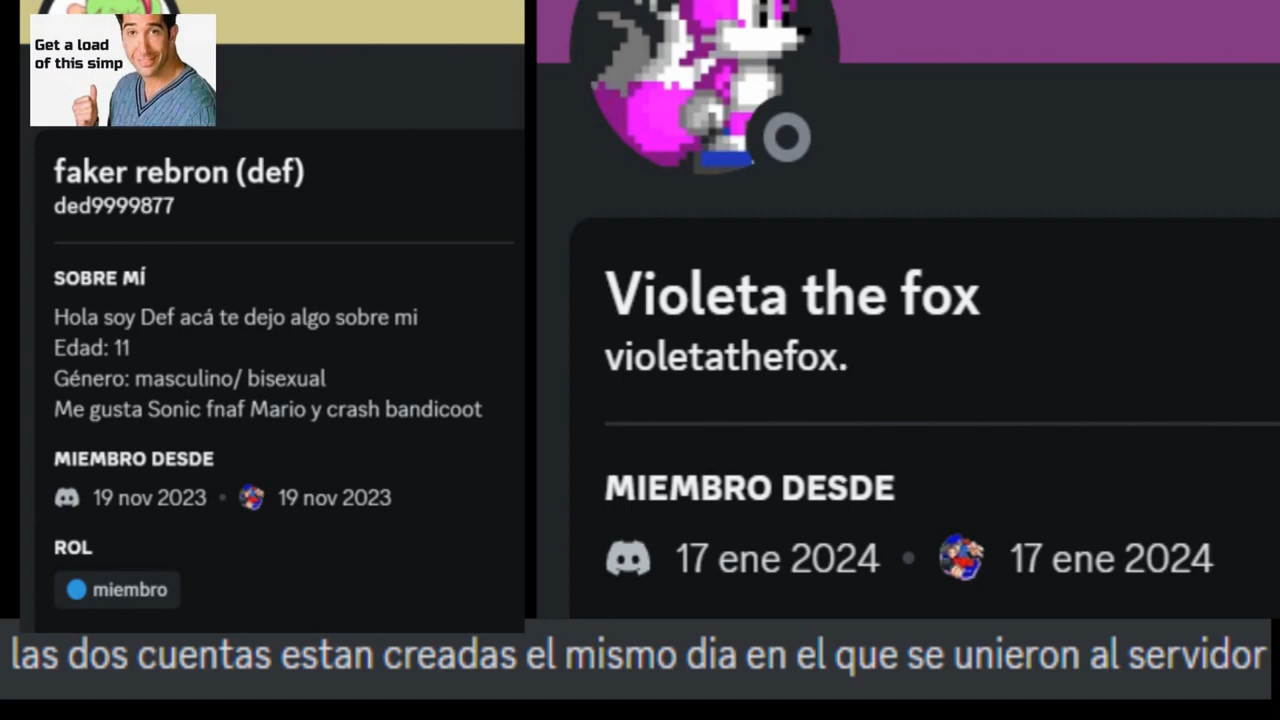 Get a load
of this simp
faker rebron (def)
ded9999877
SOBRE MÍ
Hola soy Def acá te dejo algo sobre mi
Edad: 11
Género: masculino/ bisexual
Me gusta Sonic fnaf Mario y crash bandicoot
MIEMBRO DESDE
19 nov 2023 • 19 nov 2023
ROL
miembro
Violeta the fox
violetathefox.
MIEMBRO DESDE
17 ene 2024 • 17 ene 2024
las dos cuentas estan creadas el mismo dia en el que se unieron al servidor